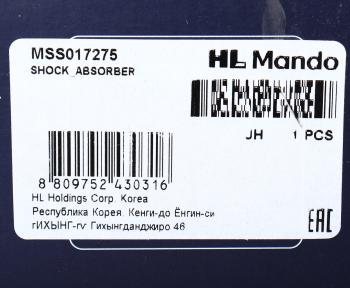 MSS017275
SHOCK ABSORBER
HL Mando
JH 1 PCS
8 809752 430316
HL Holdings Corp. Korea
Республика Корея. Кенги-до Ёнгин-си
гИХЫНГ-гу Гихынгданджиро 46
EAC